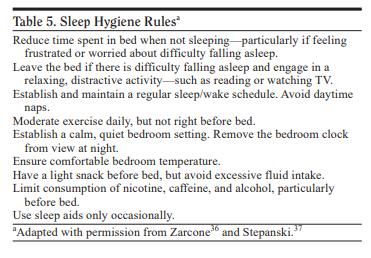 Table 5. Sleep Hygiene Rulesa
Reduce time spent in bed when not sleeping—particularly if feeling
frustrated or worried about difficulty falling asleep.
Leave the bed if there is difficulty falling asleep and engage in a
relaxing, distractive activity—such as reading or watching TV.
Establish and maintain a regular sleep/wake schedule. Avoid daytime
naps.
Moderate exercise daily, but not right before bed.
Establish a calm, quiet bedroom setting. Remove the bedroom clock
from view at night.
Ensure comfortable bedroom temperature.
Have a light snack before bed, but avoid excessive fluid intake.
Limit consumption of nicotine, caffeine, and alcohol, particularly
before bed.
Use sleep aids only occasionally.
aAdapted with permission from Zarcone36 and Stepanski.37